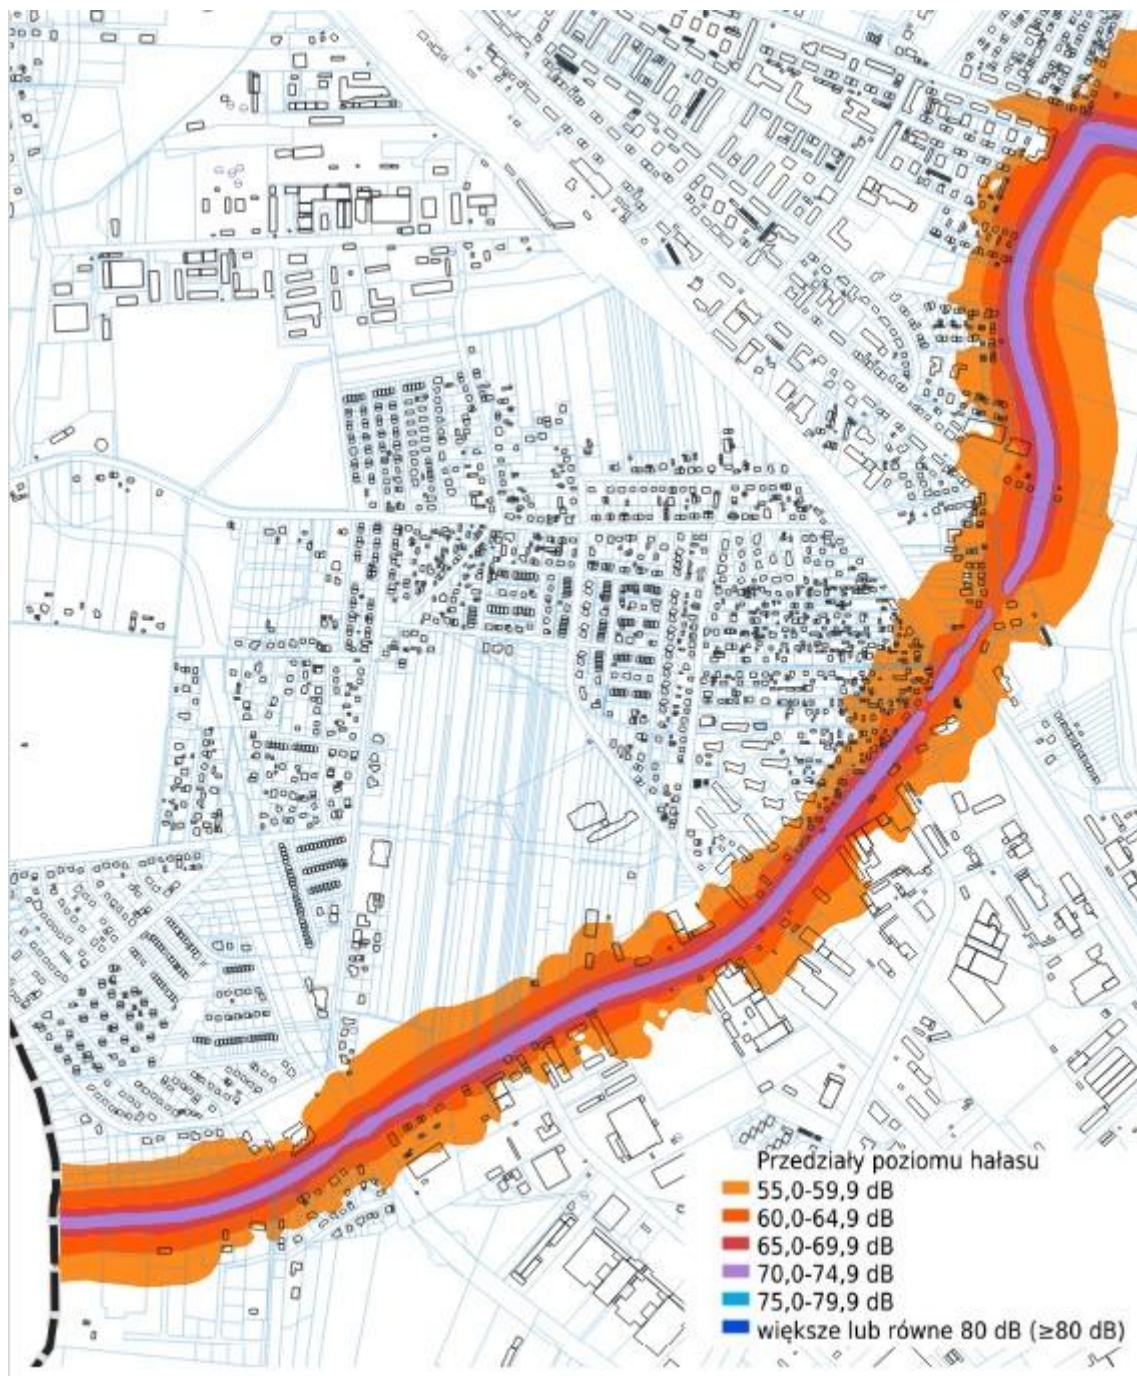 Przedziały poziomu hałasu
55,0-59,9 dB
60,0-64,9 dB
65,0-69,9 dB
70,0-74,9 dB
75,0-79,9 dB
większe lub równe 80 dB (≥80 dB)